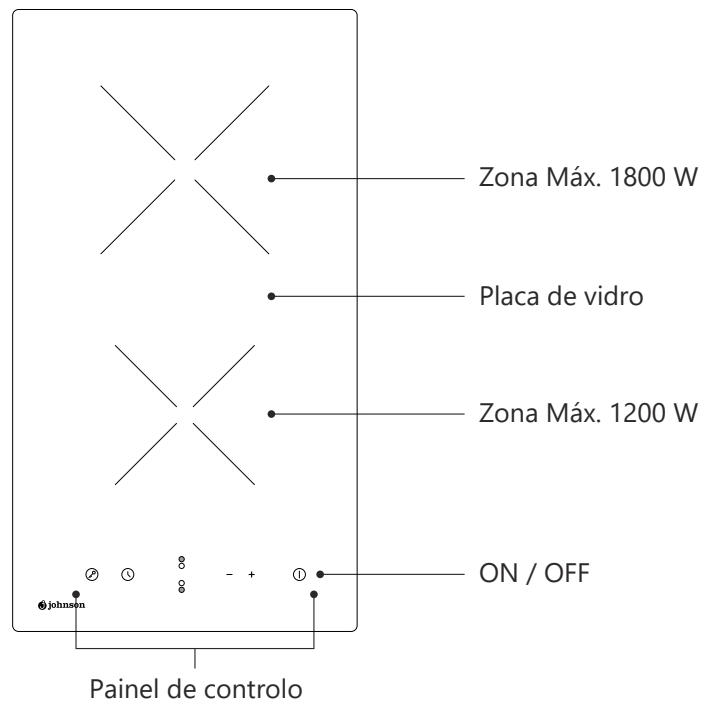 Zona Máx. 1800 W
Placa de vidro
Zona Máx. 1200 W
- +
ON / OFF
johnson
Painel de controlo